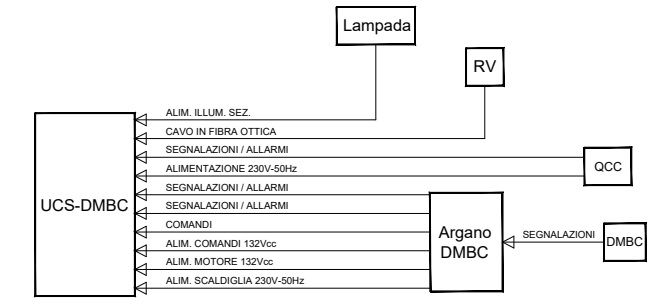 Lampada
RV
ALIM. ILLUM. SEZ.
CAVO IN FIBRA OTTICA
SEGNALAZIONI / ALLARMI
ALIMENTAZIONE 230V-50Hz
QCC
SEGNALAZIONI / ALLARMI
UCS-DMBC
SEGNALAZIONI / ALLARMI
COMANDI
Argano
DMBC
SEGNALAZIONI
DMBC
ALIM. COMANDI 132Vcc
ALIM. MOTORE 132Vcc
ALIM. SCALDIGLIA 230V-50Hz